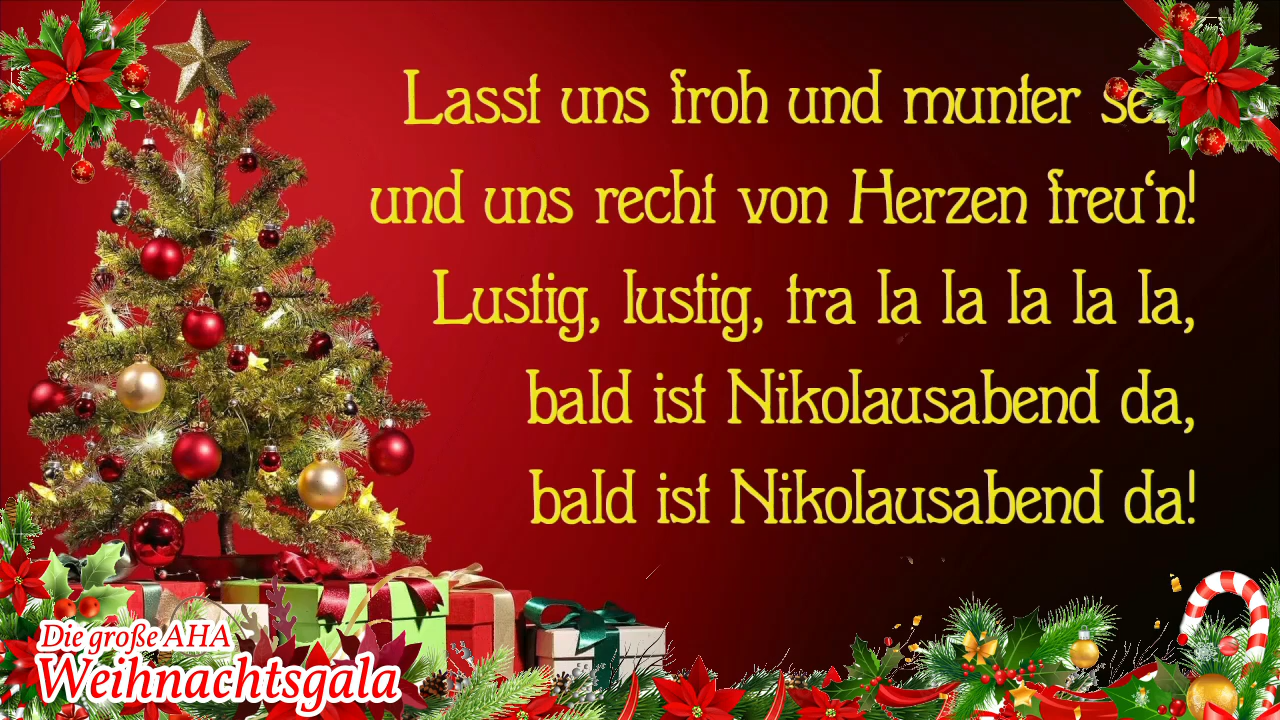 Lasst uns froh und munter
und uns recht von Herzen freu‘n!
Lustig, lustig, tra la la la la la,
bald ist Nikolausabend da,
bald ist Nikolausabend da!
Die große AHA
Weihnachtsgala